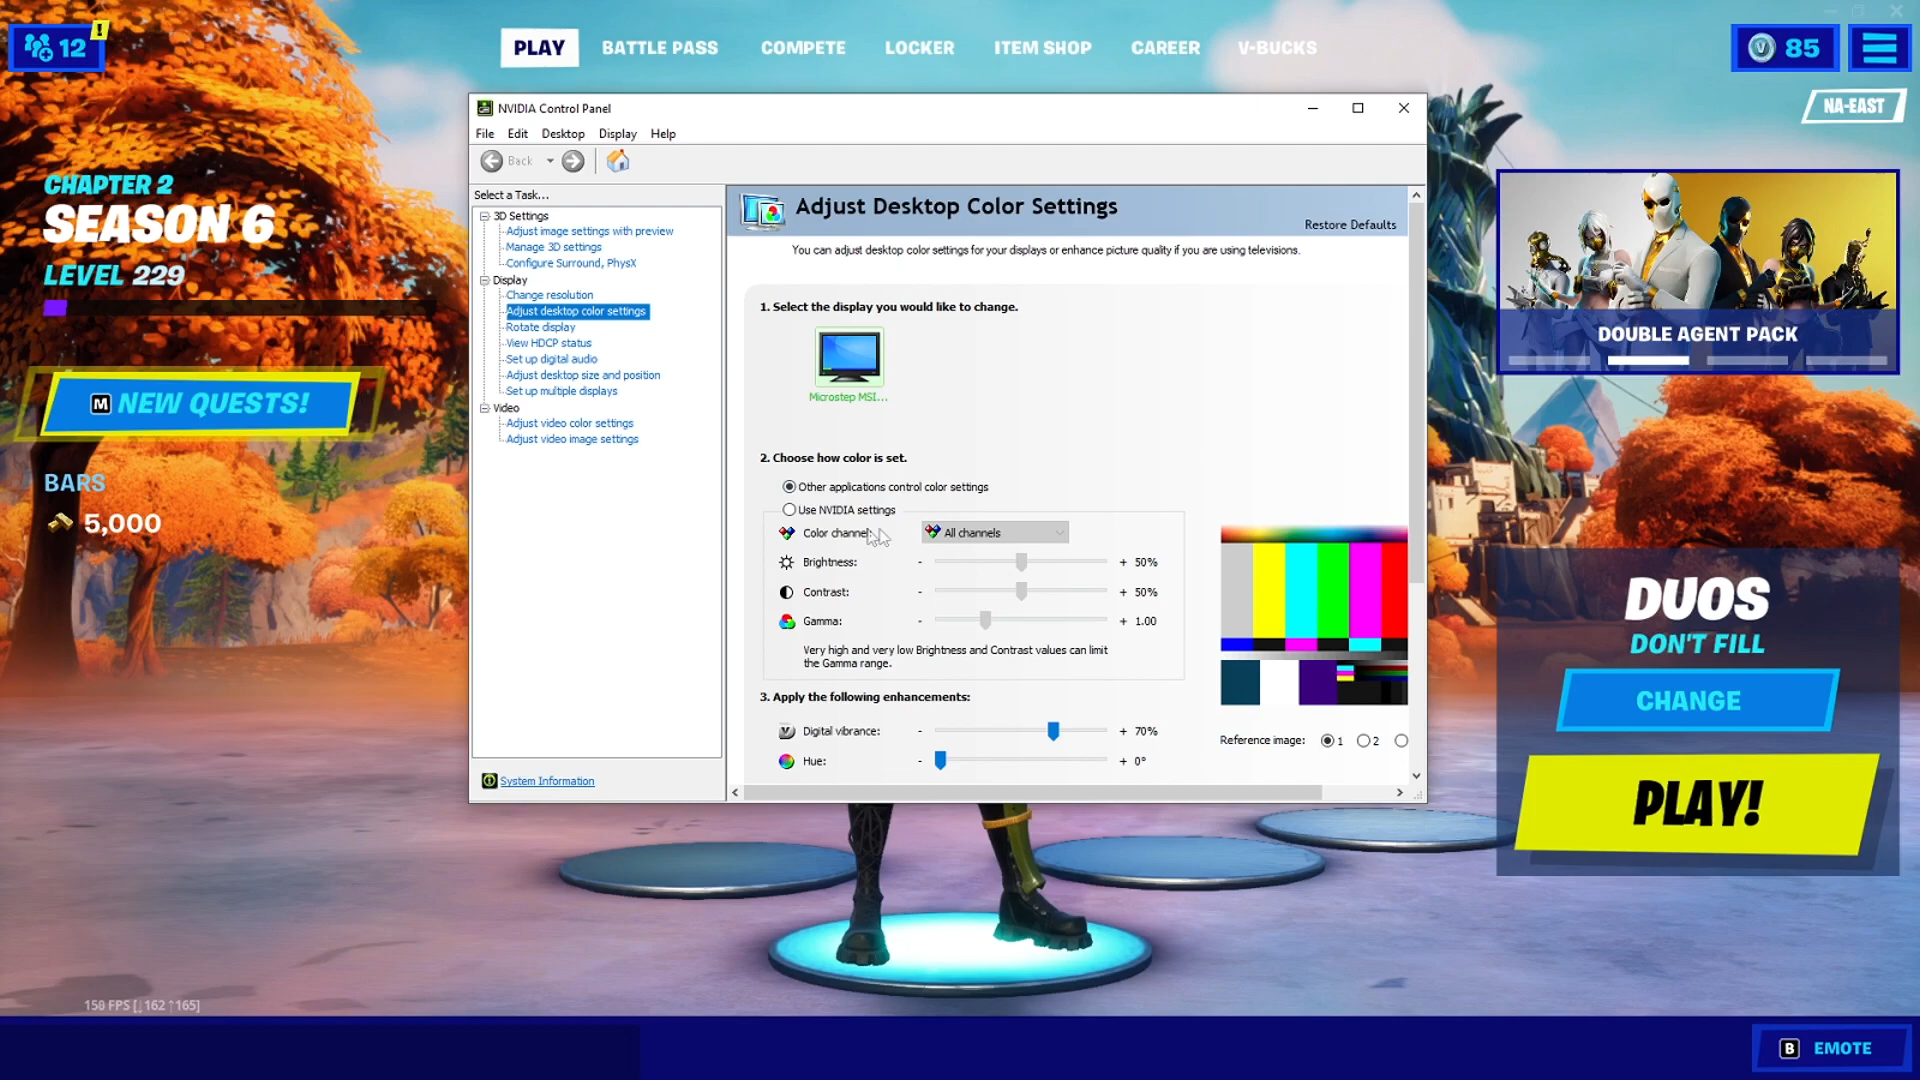 12
!
PLAY
BATTLE PASS
COMPETE
LOCKER
ITEM SHOP
CAREER
V-BUCKS
V 85
NA-EAST
CHAPTER 2
SEASON 6
LEVEL 229
M NEW QUESTS!
BARS
5,000
NVIDIA Control Panel
File Edit Desktop Display Help
Back
Select a Task...
3D Settings
Adjust image settings with preview
Manage 3D settings
Configure Surround, PhysX
Display
Change resolution
Adjust desktop color settings
Rotate display
View HDCP status
Set up digital audio
Adjust desktop size and position
Set up multiple displays
Video
Adjust video color settings
Adjust video image settings
System Information
Adjust Desktop Color Settings
Restore Defaults
You can adjust desktop color settings for your displays or enhance picture quality if you are using televisions.
1. Select the display you would like to change.
Microstep MSI...
2. Choose how color is set.
Other applications control color settings
Use NVIDIA settings
Color channel: All channels
Brightness: - + 50%
Contrast: - + 50%
Gamma: - + 1.00
Very high and very low Brightness and Contrast values can limit
the Gamma range.
3. Apply the following enhancements:
Digital vibrance: - + 70%
Hue: - + 0°
Reference image: 1 2
DOUBLE AGENT PACK
DUOS
DON'T FILL
CHANGE
PLAY!
150 FPS [↓162 ↑165]
B EMOTE